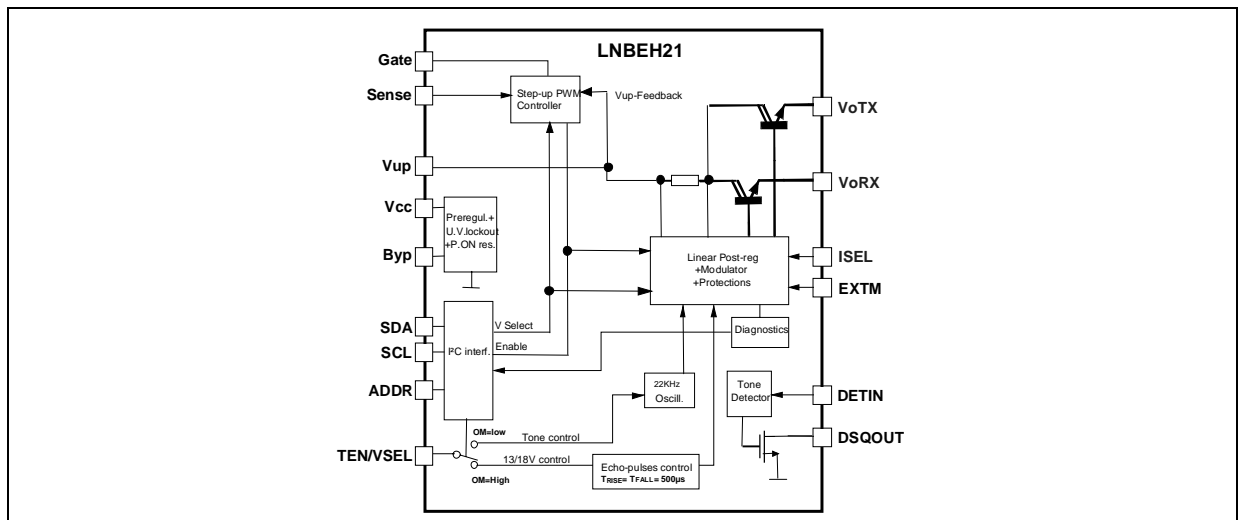 LNBEH21
Gate
Sense
Step-up PWM
Controller
Vup-Feedback
VoTX
Vup
VoRX
Vcc
Preregul.+
U.V.lockout
+P.ON res.
Byp
Linear Post-reg
+Modulator
+Protections
ISEL
EXTM
SDA
V Select
Diagnostics
SCL
I²C interf.
Enable
ADDR
22KHz
Oscill.
Tone
Detector
DETIN
OM=low
Tone control
DSQOUT
TEN/VSEL
13/18V control
OM=High
Echo-pulses control
TRISE= TFALL= 500µs